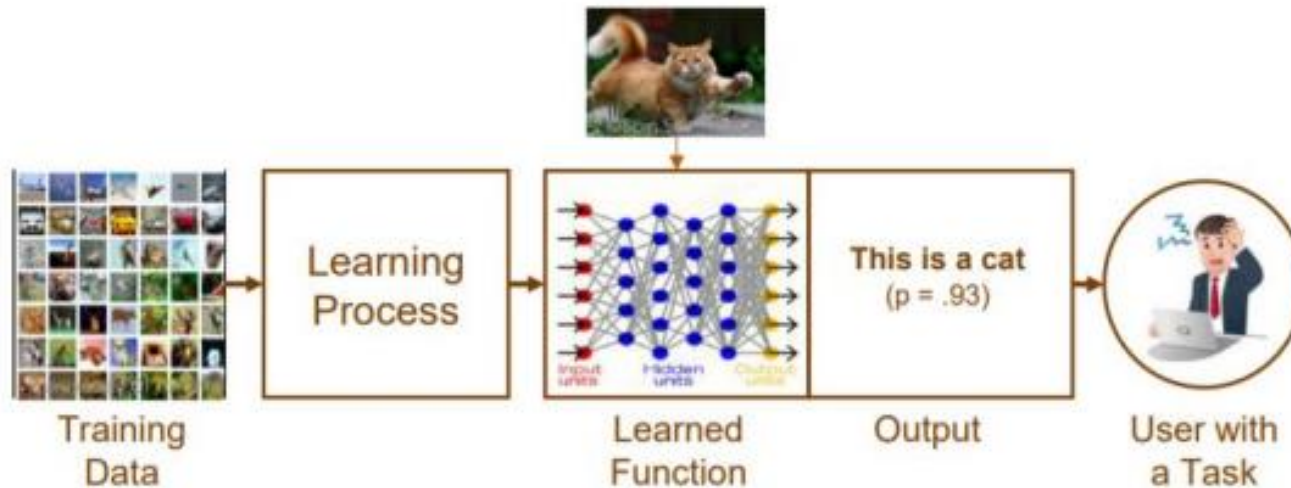 Learning
Process
Input
units
Hidden
units
Output
units
This is a cat
(p = .93)
Training
Data
Learned
Function
Output
User with
a Task